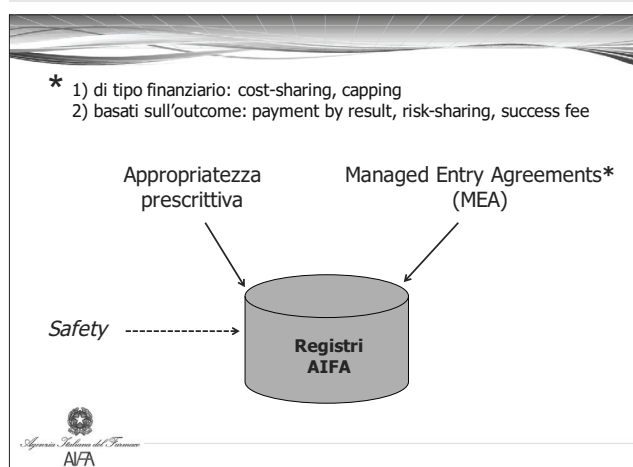 * 1) di tipo finanziario: cost-sharing, capping
2) basati sull'outcome: payment by result, risk-sharing, success fee
Appropriatezza
prescrittiva
Managed Entry Agreements*
(MEA)
Safety
Registri
AIFA
Agenzia Italiana del Farmaco
AIFA